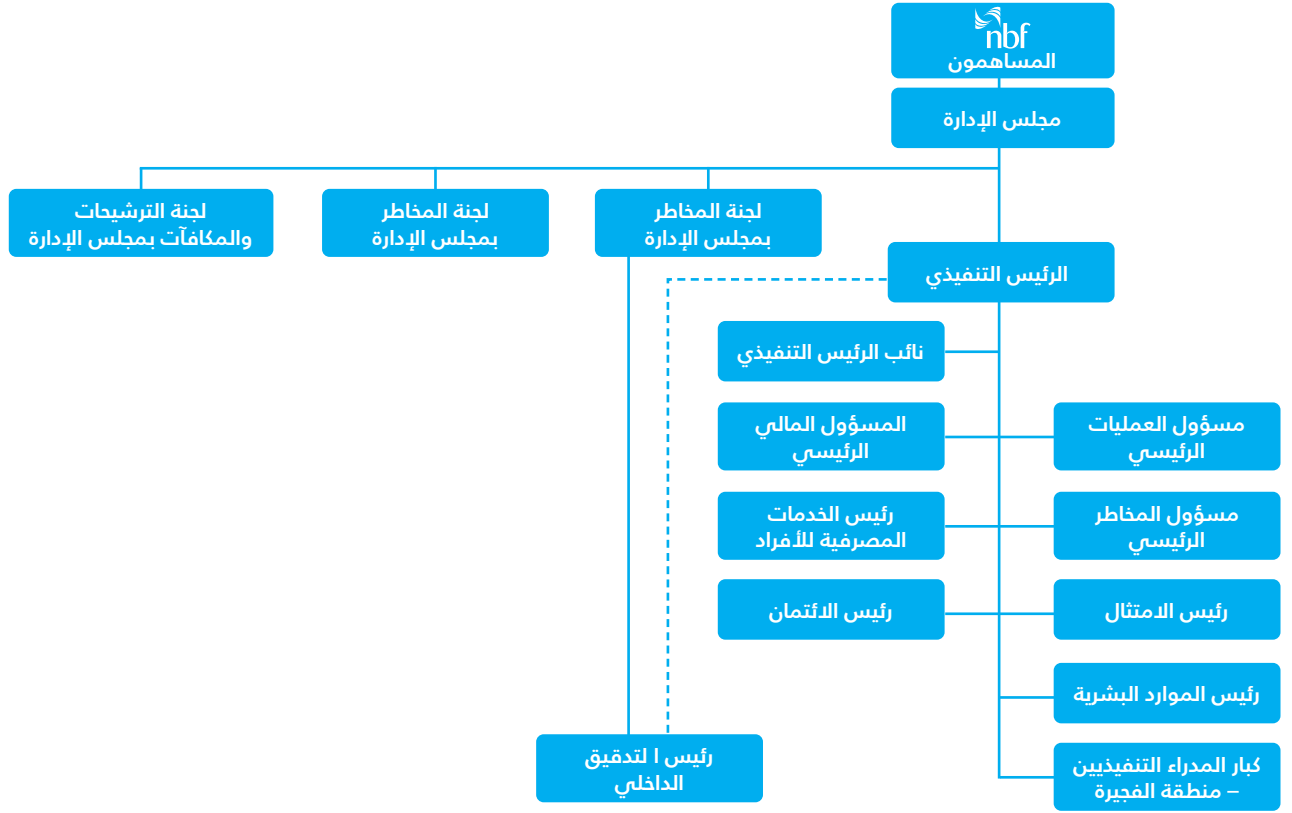 nbf
المساهمون
مجلس الإدارة
لجنة المخاطر
بمجلس الإدارة
لجنة المخاطر
بمجلس الإدارة
لجنة الترشيحات
والمكافآت بمجلس الإدارة
الرئيس التنفيذي
نائب الرئيس التنفيذي
مسؤول العمليات
الرئيسي
المسؤول المالي
الرئيسي
مسؤول المخاطر
الرئيسي
رئيس الخدمات
المصرفية للأفراد
رئيس الامتثال
رئيس الائتمان
رئيس الموارد البشرية
كبار المدراء التنفيذيين
– منطقة الفجيرة
رئيس ا لتدقيق
الداخلي